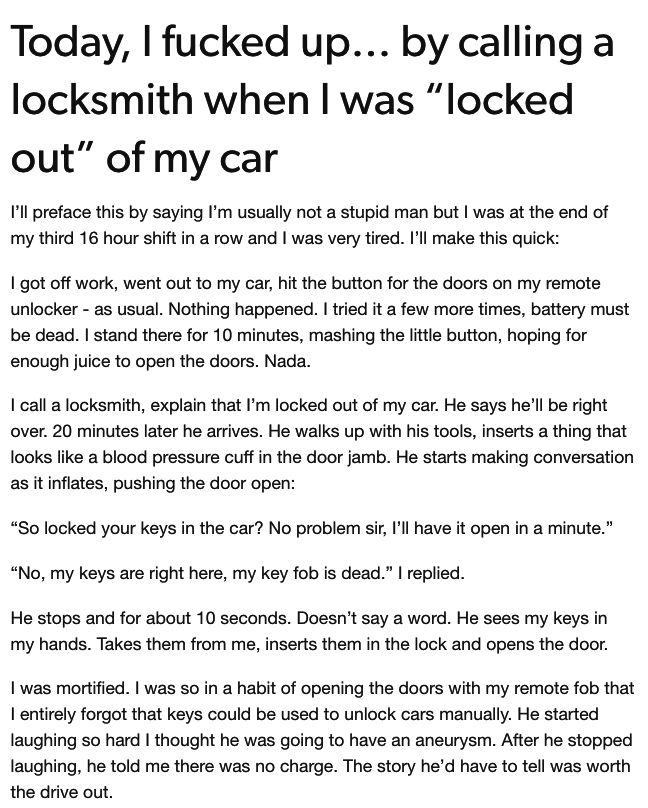 Today, I fucked up... by calling a
locksmith when I was “locked
out” of my car
I’ll preface this by saying I’m usually not a stupid man but I was at the end of
my third 16 hour shift in a row and I was very tired. I’ll make this quick:
I got off work, went out to my car, hit the button for the doors on my remote
unlocker - as usual. Nothing happened. I tried it a few more times, battery must
be dead. I stand there for 10 minutes, mashing the little button, hoping for
enough juice to open the doors. Nada.
I call a locksmith, explain that I’m locked out of my car. He says he’ll be right
over. 20 minutes later he arrives. He walks up with his tools, inserts a thing that
looks like a blood pressure cuff in the door jamb. He starts making conversation
as it inflates, pushing the door open:
“So locked your keys in the car? No problem sir, I’ll have it open in a minute.”
“No, my keys are right here, my key fob is dead.” I replied.
He stops and for about 10 seconds. Doesn’t say a word. He sees my keys in
my hands. Takes them from me, inserts them in the lock and opens the door.
I was mortified. I was so in a habit of opening the doors with my remote fob that
I entirely forgot that keys could be used to unlock cars manually. He started
laughing so hard I thought he was going to have an aneurysm. After he stopped
laughing, he told me there was no charge. The story he’d have to tell was worth
the drive out.